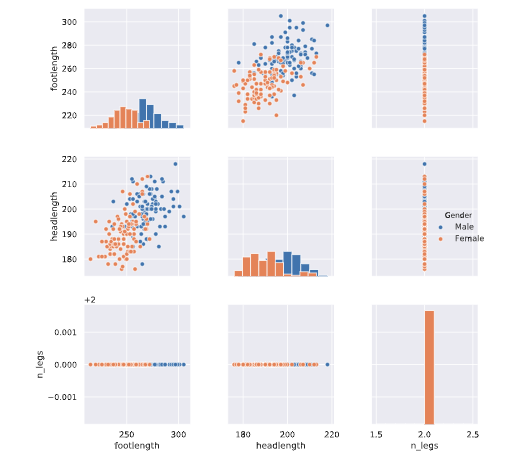 300
280
260
240
220
footlength
220
210
200
190
180
headlength
Gender
Male
Female
+2
0.001
0.000
−0.001
n_legs
250 300
footlength
180 200 220
headlength
1.5 2.0 2.5
n_legs